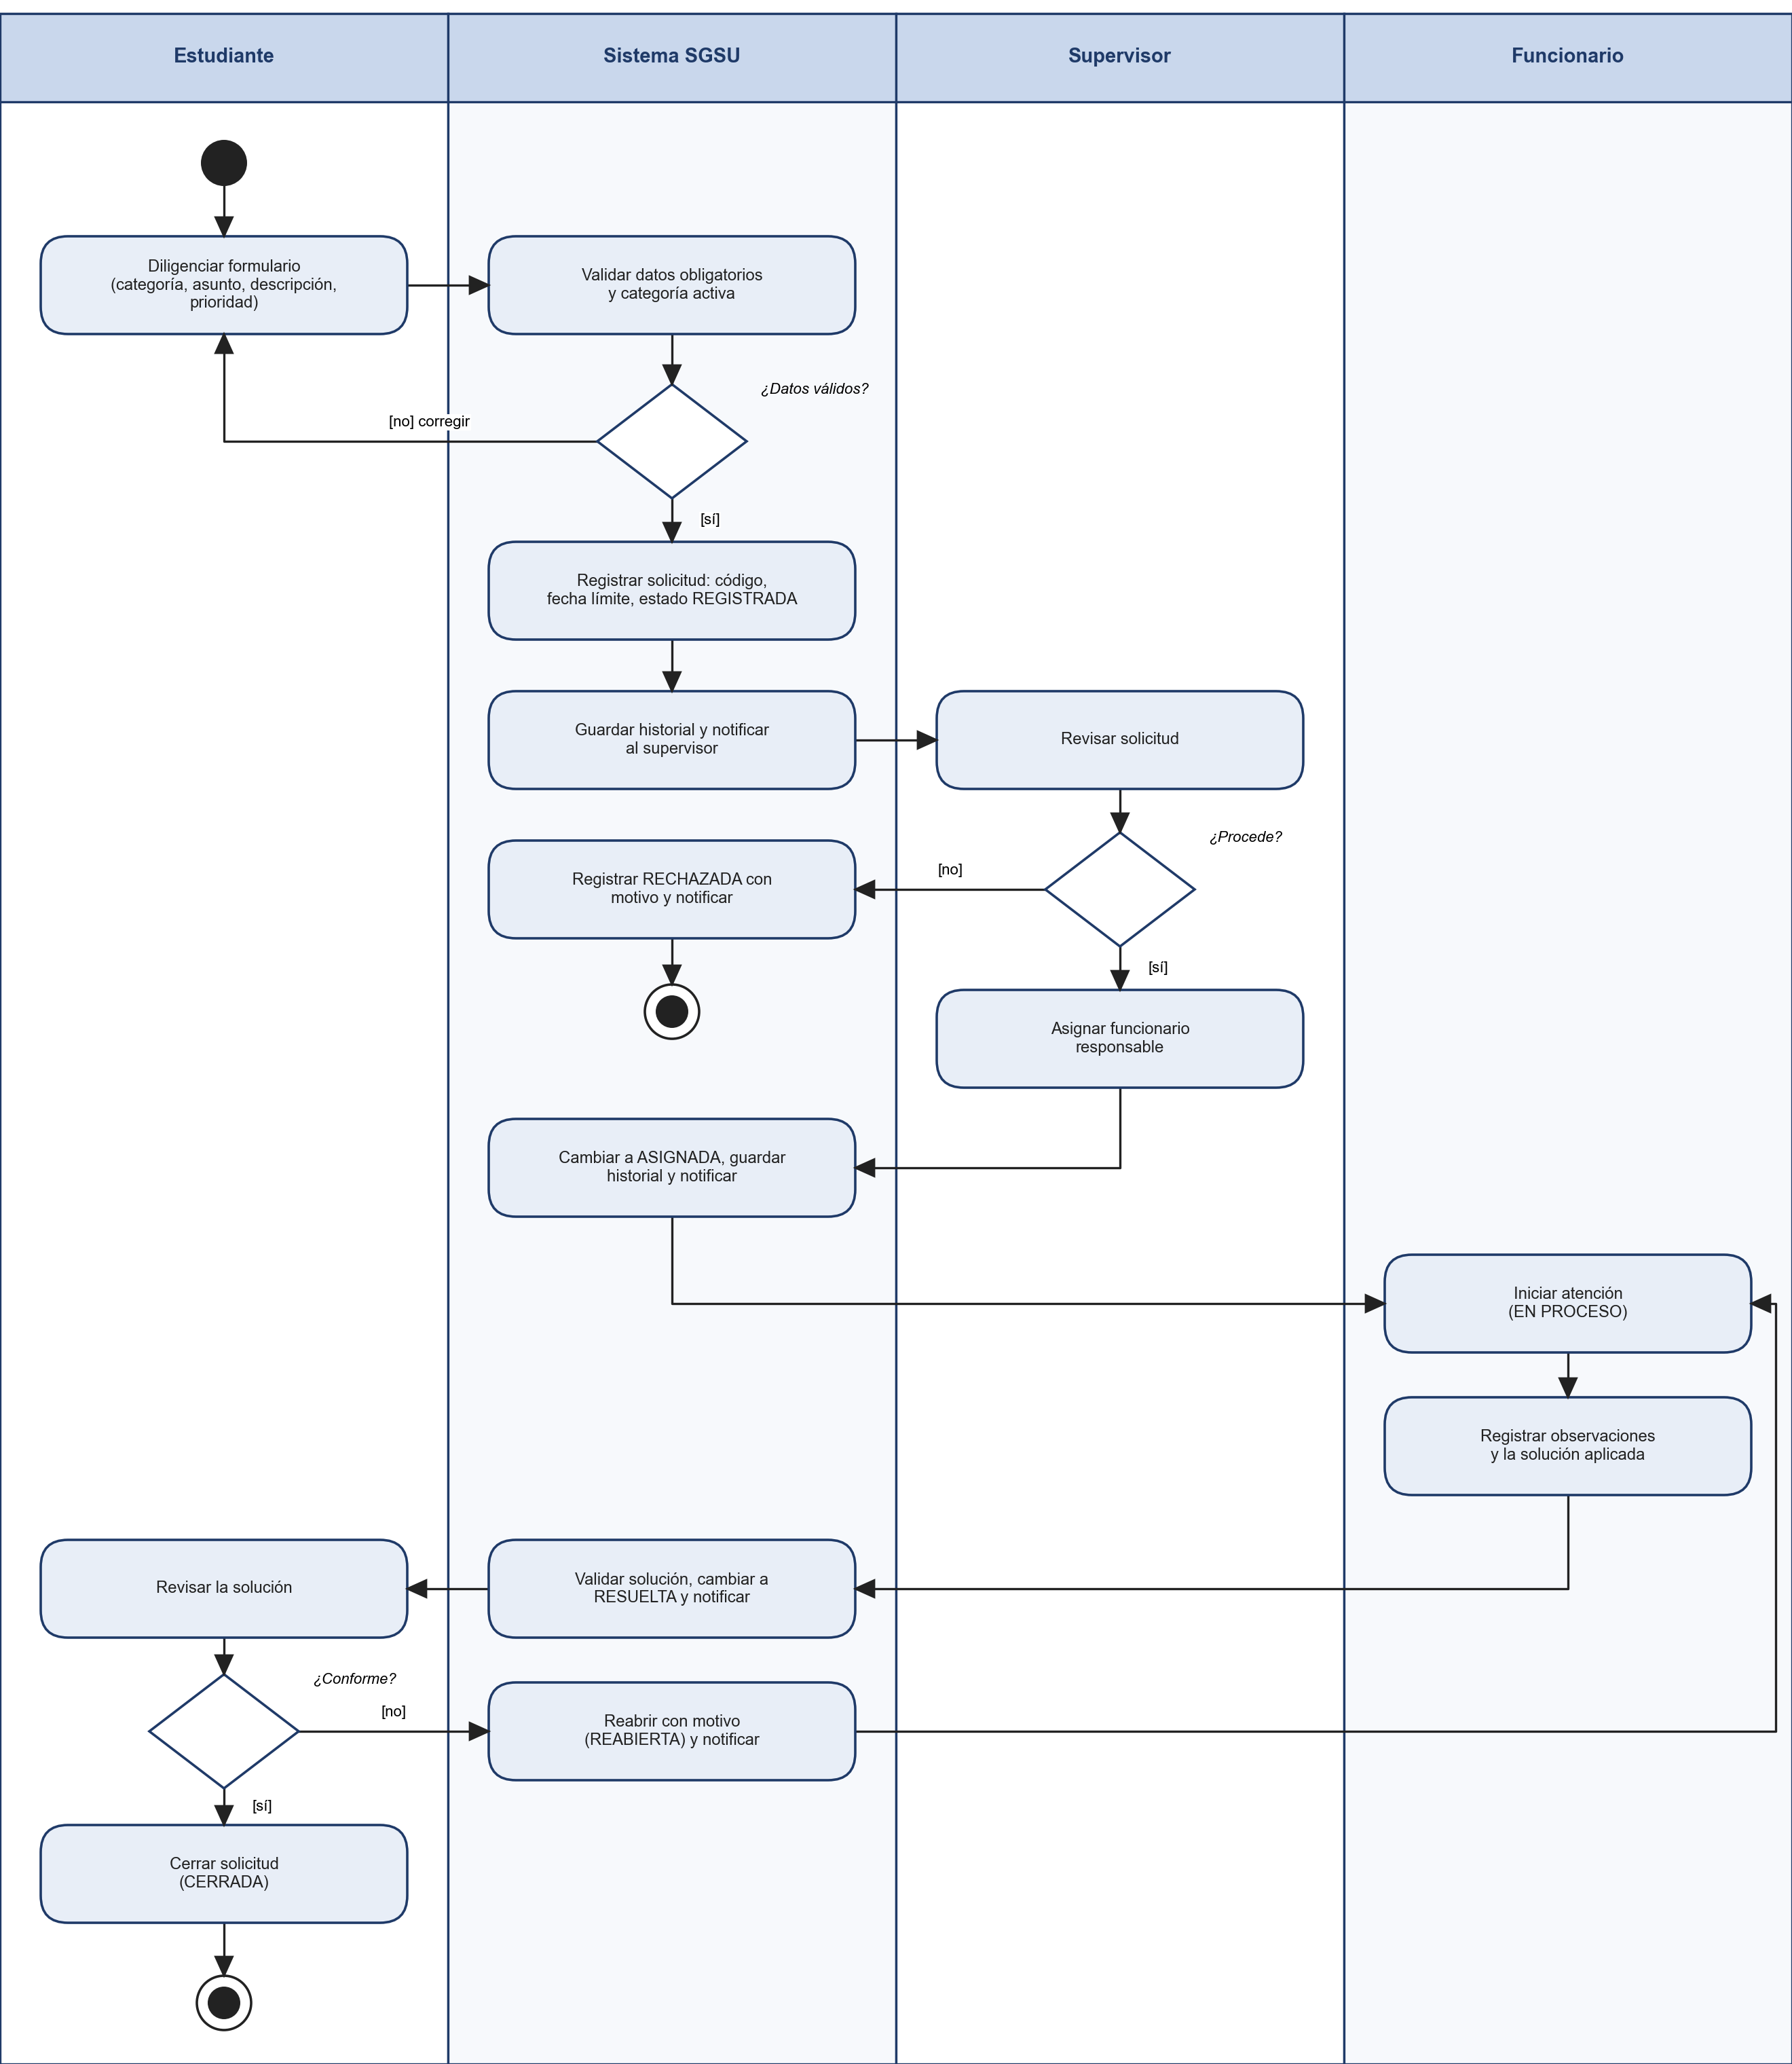 Estudiante
Sistema SGSU
Supervisor
Funcionario
Diligenciar formulario
(categoría, asunto, descripción,
prioridad)
Validar datos obligatorios
y categoría activa
¿Datos válidos?
[no] corregir
[sí]
Registrar solicitud: código,
fecha límite, estado REGISTRADA
Guardar historial y notificar
al supervisor
Revisar solicitud
¿Procede?
[no]
Registrar RECHAZADA con
motivo y notificar
[sí]
Asignar funcionario
responsable
Cambiar a ASIGNADA, guardar
historial y notificar
Iniciar atención
(EN PROCESO)
Registrar observaciones
y la solución aplicada
Revisar la solución
Validar solución, cambiar a
RESUELTA y notificar
¿Conforme?
[no]
Reabrir con motivo
(REABIERTA) y notificar
[sí]
Cerrar solicitud
(CERRADA)